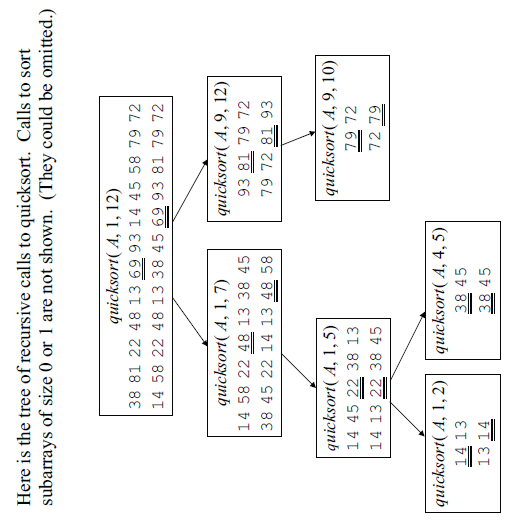 Here is the tree of recursive calls to quicksort.  Calls to sort
subarrays of size 0 or 1 are not shown.  (They could be omitted.)
quicksort( A, 1, 12)
38 81 22 48 13 69 93 14 45 58 79 72
14 58 22 48 13 38 45 69 93 81 79 72
quicksort( A, 1, 7)
14 58 22 48 13 38 45
38 45 22 14 13 48 58
quicksort( A, 9, 12)
93 81 79 72
79 72 81 93
quicksort( A, 1, 5)
14 45 22 38 13
14 13 22 38 45
quicksort( A, 9, 10)
79 72
72 79
quicksort( A, 1, 2)
14 13
13 14
quicksort( A, 4, 5)
38 45
38 45